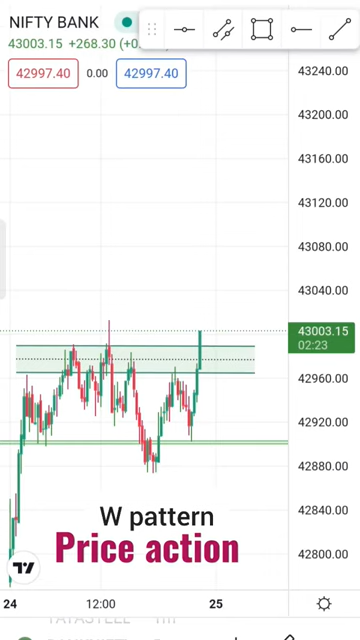 NIFTY BANK
43003.15 +268.30
42997.40 0.00 42997.40
43240.00
43200.00
43160.00
43120.00
43080.00
43040.00
43003.15
02:23
42960.00
42920.00
42880.00
42840.00
42800.00
W pattern
Price action
24 12:00 25